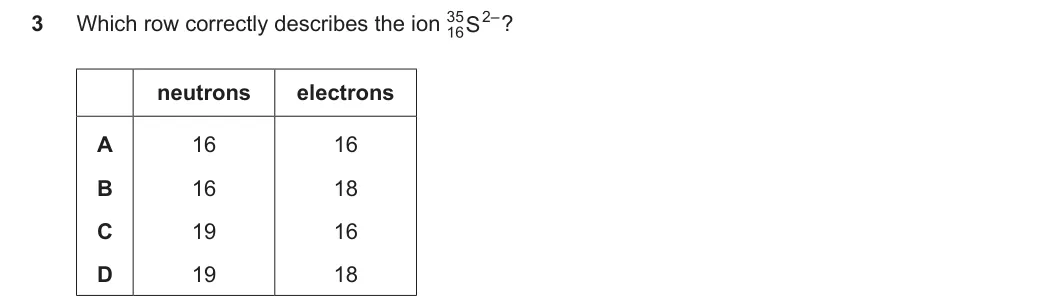 3 Which row correctly describes the ion ³⁵₁₆S²⁻?
neutrons electrons
A 16 16
B 16 18
C 19 16
D 19 18